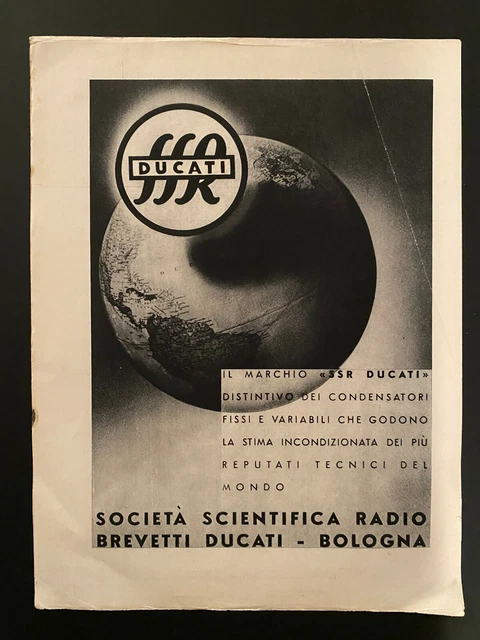 SSR
DUCATI
IL MARCHIO «SSR DUCATI»
DISTINTIVO DEI CONDENSATORI
FISSI E VARIABILI CHE GODONO
LA STIMA INCONDIZIONATA DEI PIÙ
REPUTATI TECNICI DEL
MONDO
SOCIETÀ SCIENTIFICA RADIO
BREVETTI DUCATI - BOLOGNA